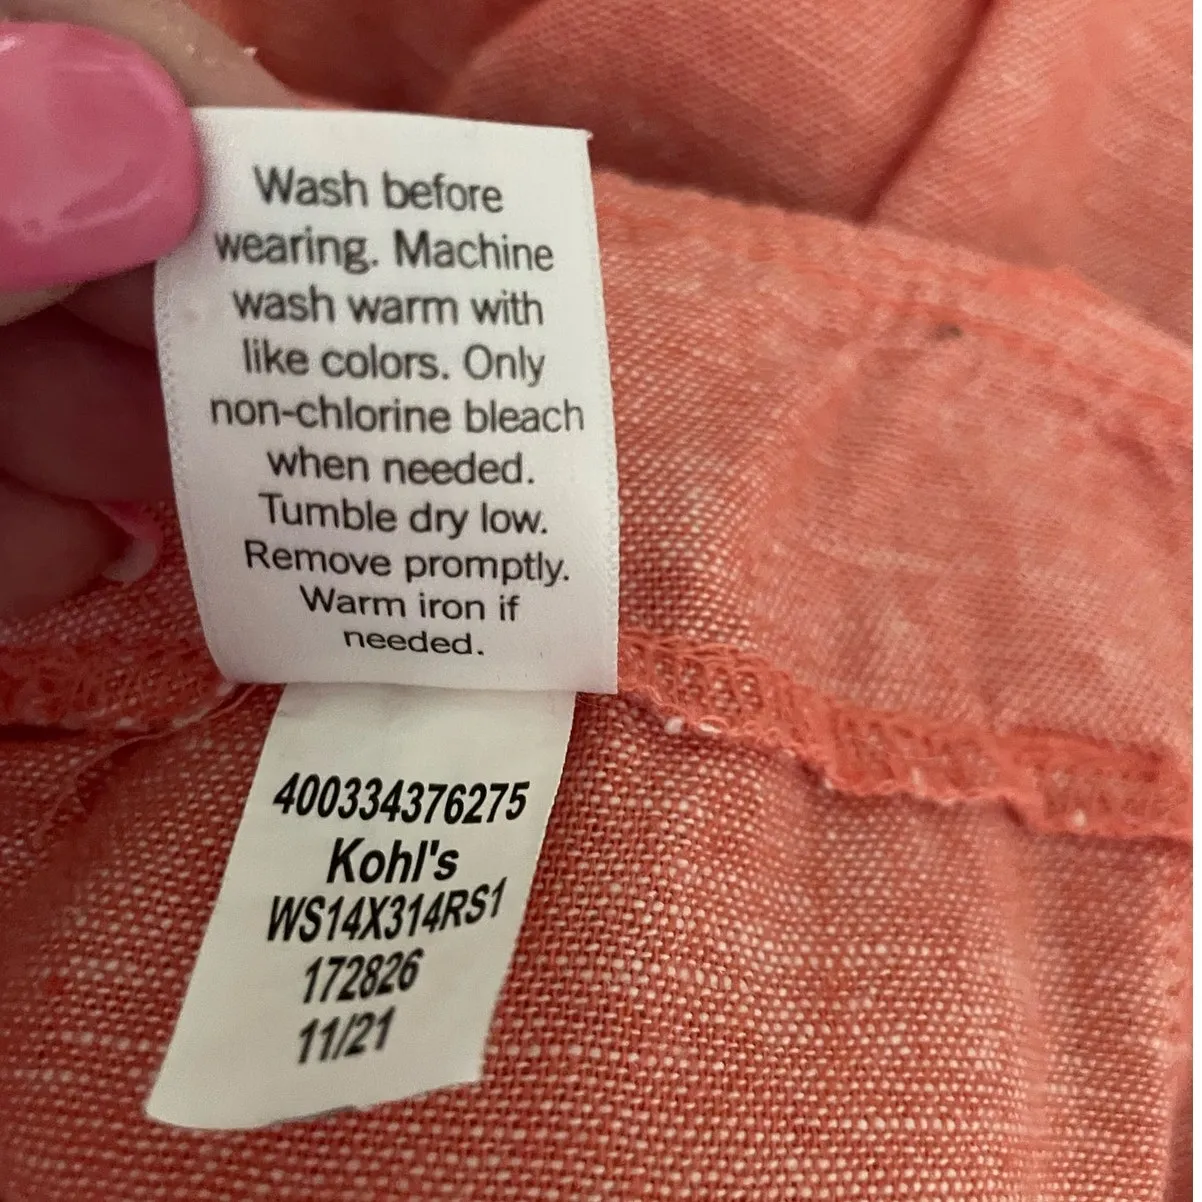 Wash before
wearing. Machine
wash warm with
like colors. Only
non-chlorine bleach
when needed.
Tumble dry low.
Remove promptly.
Warm iron if
needed.
400334376275
Kohl's
WS14X314RS1
172826
11/21